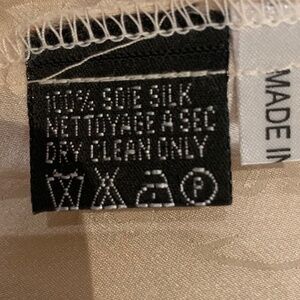 100% SOIE SILK
NETTOYAGE A SEC
DRY CLEAN ONLY
P
MADE IN